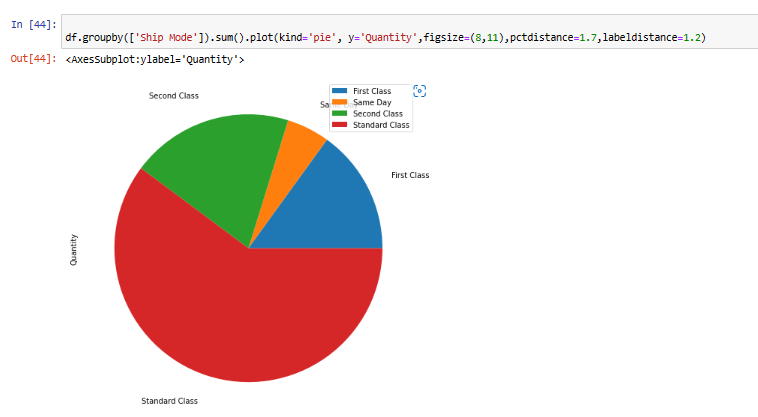 In [44]:
df.groupby(['Ship Mode']).sum().plot(kind='pie', y='Quantity',figsize=(8,11),pctdistance=1.7,labeldistance=1.2)
Out[44]: <AxesSubplot:ylabel='Quantity'>
First Class
Same Day
Second Class
Standard Class
Second Class
First Class
Quantity
Standard Class